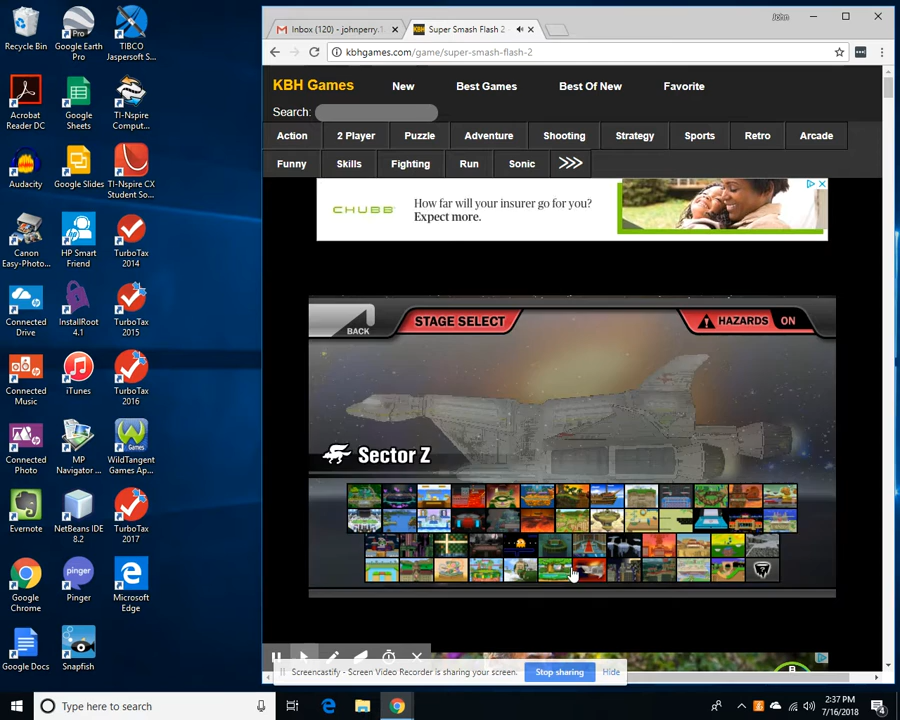 Recycle Bin
Google Earth Pro
TIBCO Jaspersoft S...
Acrobat Reader DC
Google Sheets
TI-Nspire Comput...
Audacity
Google Slides
TI-Nspire CX Student So...
Canon Easy-Photo...
HP Smart Friend
TurboTax 2014
Connected Drive
InstallRoot 4.1
TurboTax 2015
Connected Music
iTunes
TurboTax 2016
Connected Photo
MP Navigator ...
WildTangent Games Ap...
Evernote
NetBeans IDE 8.2
TurboTax 2017
Google Chrome
Pinger
Microsoft Edge
Google Docs
Snapfish
Inbox (120) - johnperry.1
Super Smash Flash 2
John
kbhgames.com/game/super-smash-flash-2
KBH Games
New
Best Games
Best Of New
Favorite
Search:
Action
2 Player
Puzzle
Adventure
Shooting
Strategy
Sports
Retro
Arcade
Funny
Skills
Fighting
Run
Sonic
CHUBB
How far will your insurer go for you?
Expect more.
BACK
STAGE SELECT
HAZARDS ON
Sector Z
Screencastify - Screen Video Recorder is sharing your screen.
Stop sharing
Hide
Type here to search
2:37 PM
7/16/2018
4